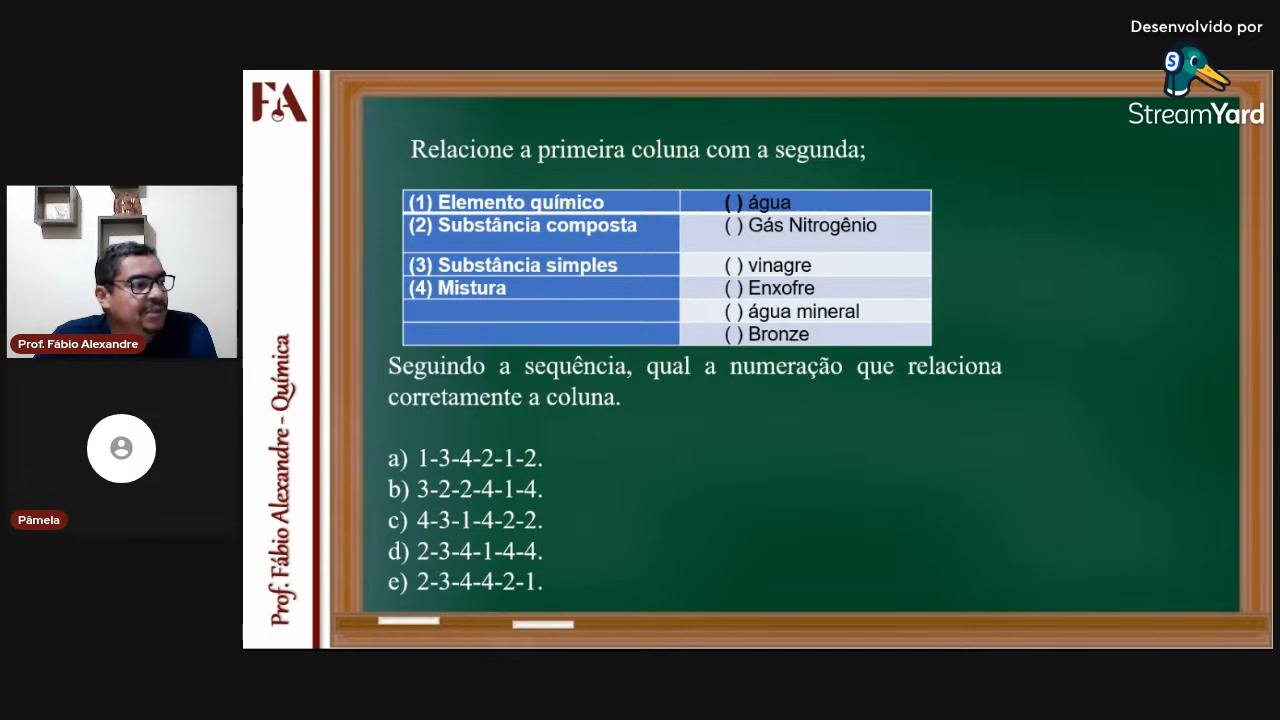 Desenvolvido por
StreamYard
FA
Relacione a primeira coluna com a segunda;
(1) Elemento químico ( ) água
(2) Substância composta ( ) Gás Nitrogênio
(3) Substância simples ( ) vinagre
(4) Mistura ( ) Enxofre
( ) água mineral
( ) Bronze
Seguindo a sequência, qual a numeração que relaciona
corretamente a coluna.
a) 1-3-4-2-1-2.
b) 3-2-2-4-1-4.
c) 4-3-1-4-2-2.
d) 2-3-4-1-4-4.
e) 2-3-4-4-2-1.
Prof. Fábio Alexandre - Química
Prof. Fábio Alexandre
Pâmela